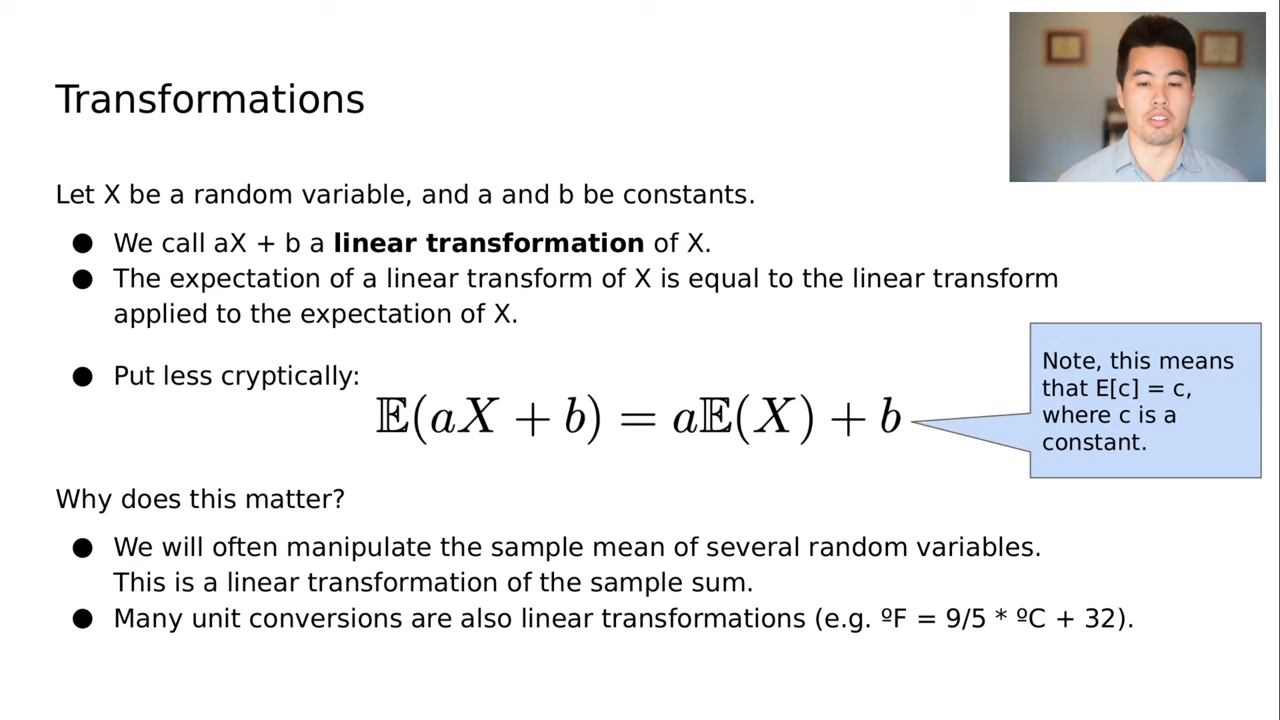 Transformations
Let X be a random variable, and a and b be constants.
● We call aX + b a linear transformation of X.
● The expectation of a linear transform of X is equal to the linear transform
applied to the expectation of X.
● Put less cryptically:
𝔼(aX + b) = a𝔼(X) + b
Note, this means
that E[c] = c,
where c is a
constant.
Why does this matter?
● We will often manipulate the sample mean of several random variables.
This is a linear transformation of the sample sum.
● Many unit conversions are also linear transformations (e.g. ºF = 9/5 * ºC + 32).